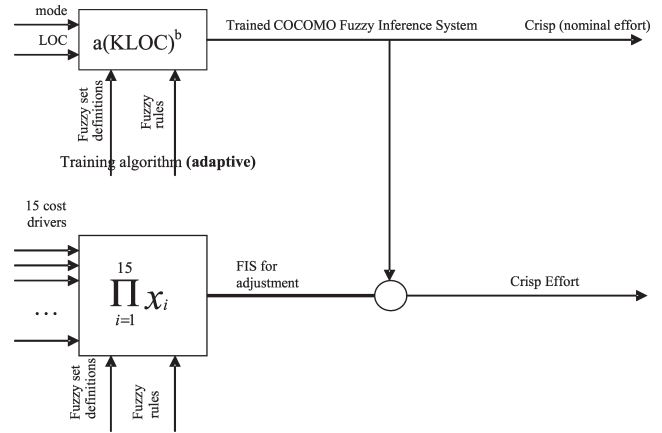 mode
LOC
a(KLOC)^b
Trained COCOMO Fuzzy Inference System
Crisp (nominal effort)
Fuzzy set
definitions
Fuzzy
rules
Training algorithm (adaptive)
15 cost
drivers
...
15
∏ x_i
i=1
FIS for
adjustment
Crisp Effort
Fuzzy set
definitions
Fuzzy
rules